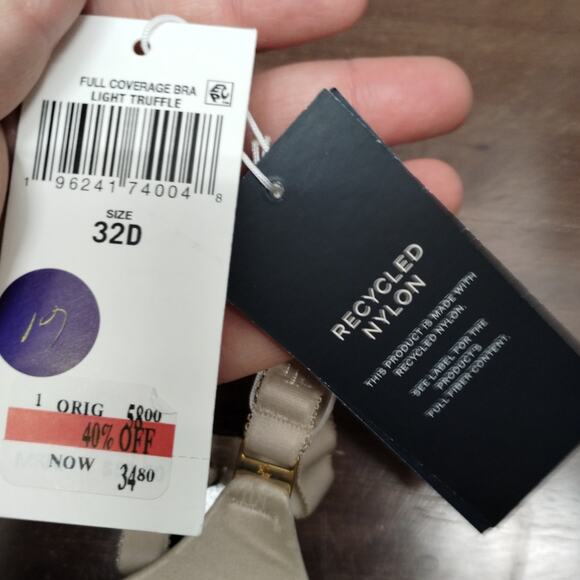 FULL COVERAGE BRA
LIGHT TRUFFLE
1 96241 74004 8
SIZE
32D
1 ORIG 58.00
40% OFF
NOW 34.80
RECYCLED
NYLON
THIS PRODUCT IS MADE WITH
RECYCLED NYLON.
SEE LABEL FOR THE
PRODUCT'S
FULL FIBER CONTENT.